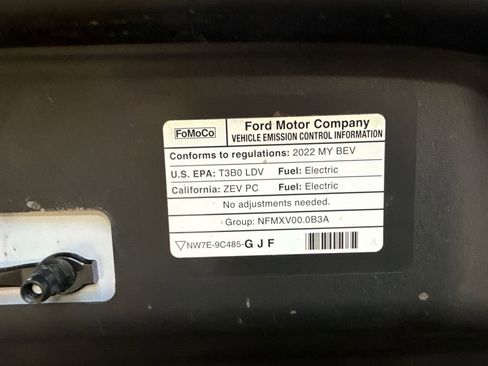 FoMoCo
Ford Motor Company
VEHICLE EMISSION CONTROL INFORMATION
Conforms to regulations: 2022 MY BEV
U.S. EPA: T3B0 LDV Fuel: Electric
California: ZEV PC Fuel: Electric
No adjustments needed.
Group: NFMXV00.0B3A
▽NW7E-9C485-G J F